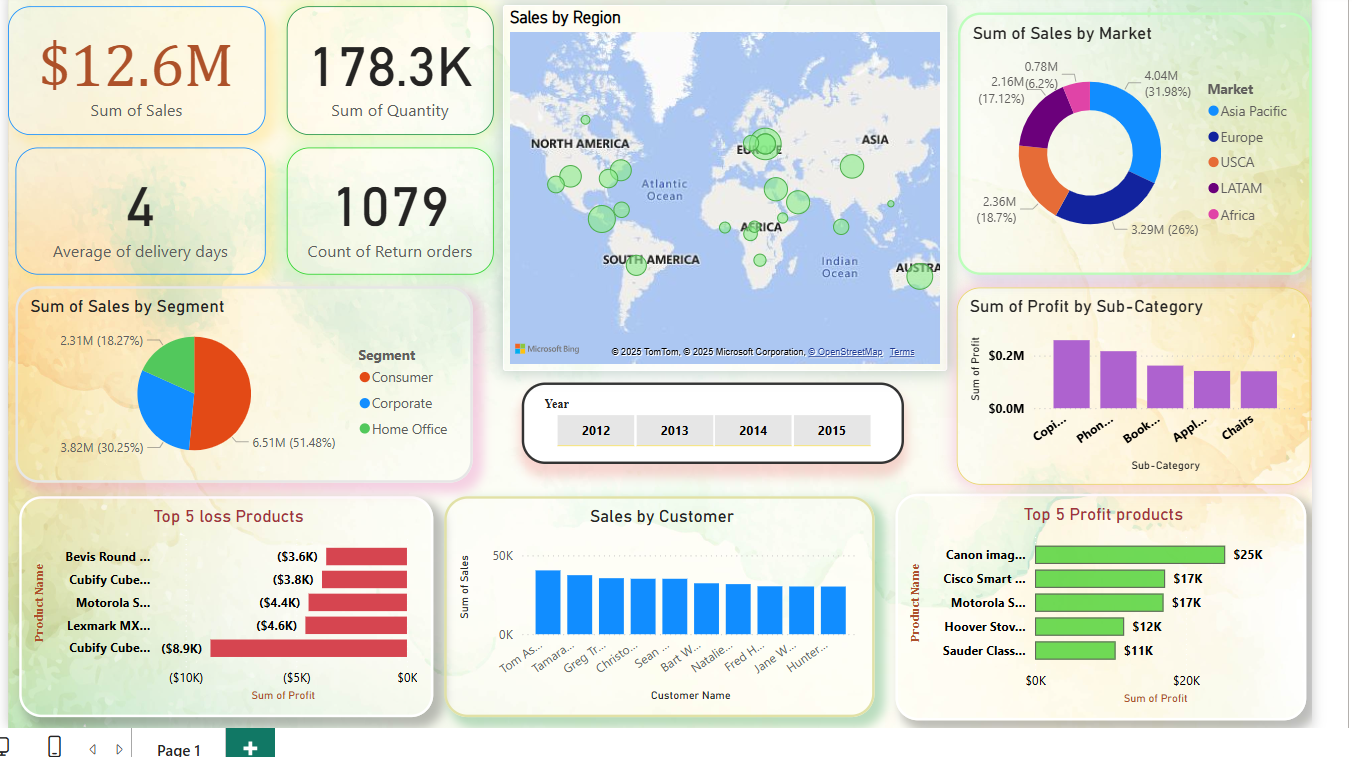 $12.6M
Sum of Sales
178.3K
Sum of Quantity
4
Average of delivery days
1079
Count of Return orders
Sales by Region
NORTH AMERICA
EUROPE
ASIA
Atlantic
Ocean
AFRICA
SOUTH AMERICA
Indian
Ocean
AUSTRA
Microsoft Bing
© 2025 TomTom, © 2025 Microsoft Corporation, © OpenStreetMap Terms
Sum of Sales by Market
0.78M
(6.2%)
2.16M
(17.12%)
4.04M
(31.98%)
2.36M
(18.7%)
3.29M (26%)
Market
Asia Pacific
Europe
USCA
LATAM
Africa
Sum of Sales by Segment
2.31M (18.27%)
3.82M (30.25%)
6.51M (51.48%)
Segment
Consumer
Corporate
Home Office
Year
2012 2013 2014 2015
Sum of Profit by Sub-Category
Sum of Profit
$0.2M
$0.0M
Copi...
Phon...
Book...
Appl...
Chairs
Sub-Category
Top 5 loss Products
Product Name
Bevis Round ... ($3.6K)
Cubify Cube... ($3.8K)
Motorola S... ($4.4K)
Lexmark MX... ($4.6K)
Cubify Cube... ($8.9K)
($10K) ($5K) $0K
Sum of Profit
Sales by Customer
Sum of Sales
50K
0K
Tom As...
Tamara...
Greg Tr...
Christo...
Sean ...
Bart W...
Natalie...
Fred H...
Jane W...
Hunter...
Customer Name
Top 5 Profit products
Product Name
Canon imag... $25K
Cisco Smart ... $17K
Motorola S... $17K
Hoover Stov... $12K
Sauder Class... $11K
$0K $20K
Sum of Profit
Page 1
+